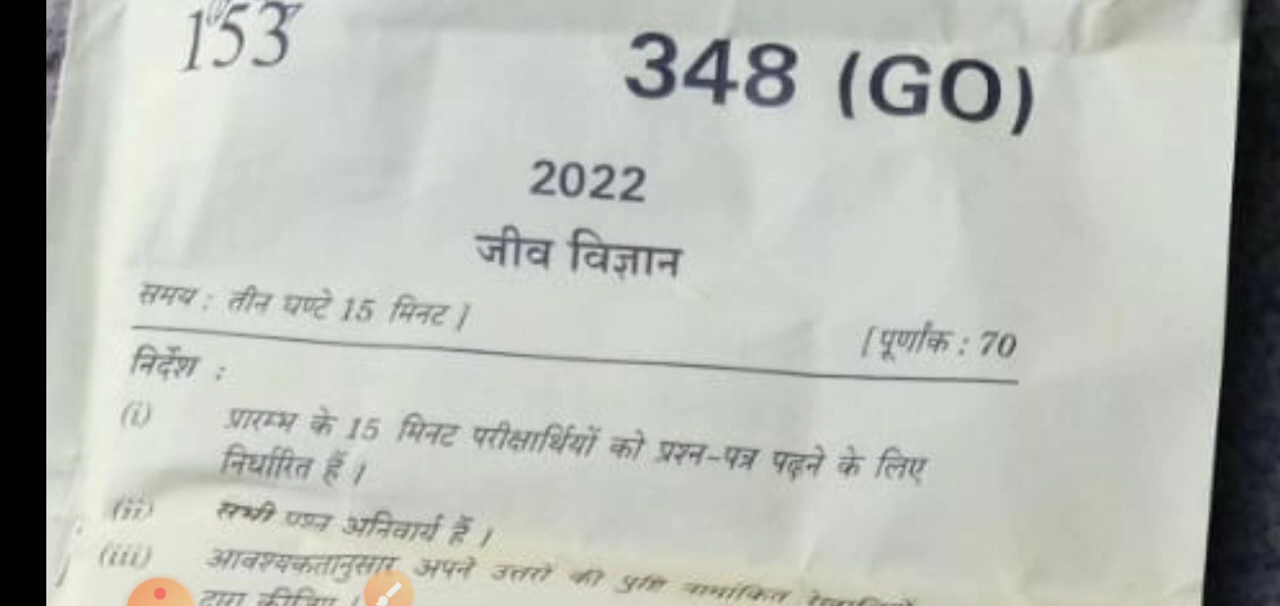 153
348 (GO)
2022
जीव विज्ञान
समय : तीन घण्टे 15 मिनट ]
[ पूर्णांक : 70
निर्देश :
(i) प्रारम्भ के 15 मिनट परीक्षार्थियों को प्रश्न-पत्र पढ़ने के लिए
निर्धारित हैं ।
(ii) सभी प्रश्न अनिवार्य हैं ।
(iii) आवश्यकतानुसार अपने उत्तरों की पुष्टि नामांकित रेखाचित्रों
द्वारा कीजिए ।